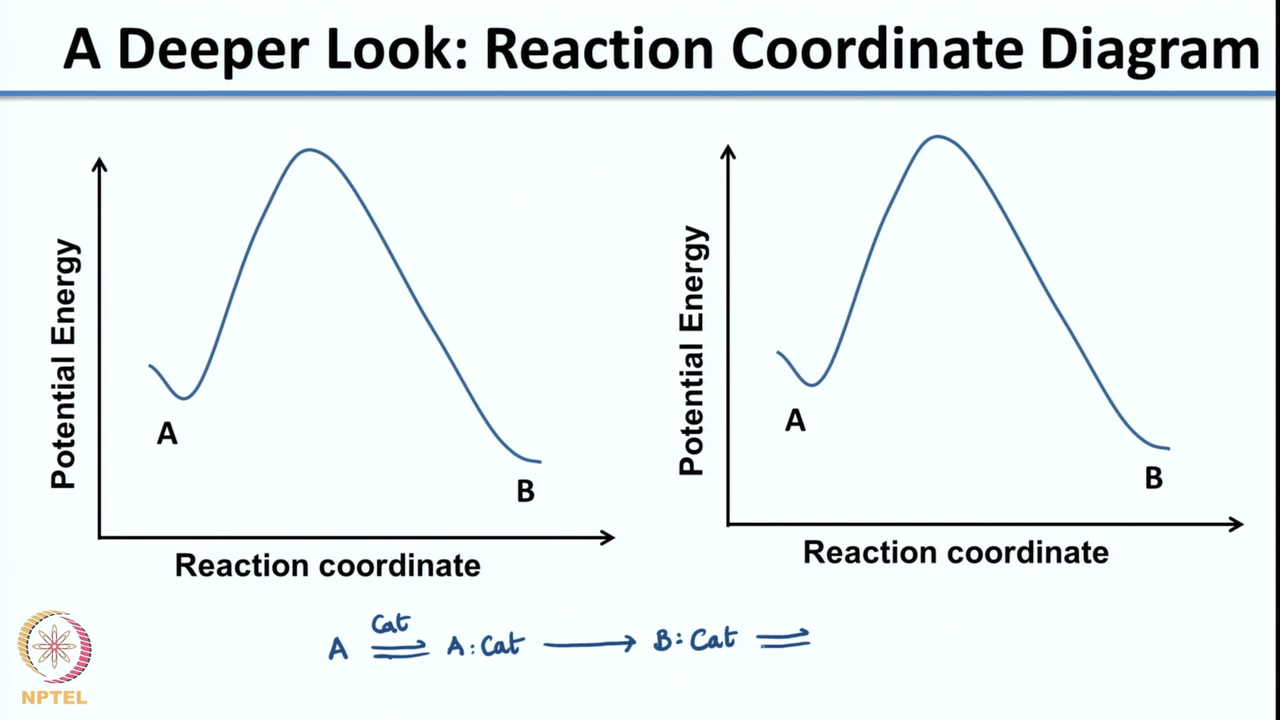 A Deeper Look: Reaction Coordinate Diagram
Potential Energy
A
B
Reaction coordinate
Potential Energy
A
B
Reaction coordinate
A ⇌ Cat A:Cat ⟶ B:Cat ⇌
NPTEL